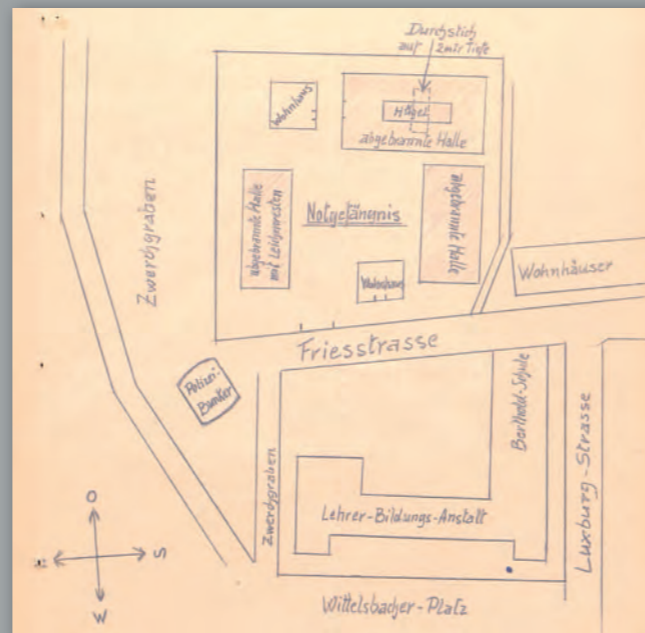 Durchstich
auf 2 mtr Tiefe
Wohnhaus
Hügel
abgebrannte Halle
Zwerchgraben
abgebrannte Halle
mit Leichenresten
Notgefängnis
abgebrannte Halle
Wohnhaus
Wohnhäuser
Friesstrasse
Polizei-
Bunker
Zwerchgraben
Berthold-Schule
Luxburg-Strasse
Lehrer-Bildungs-Anstalt
O
S
W
Wittelsbacher-Platz